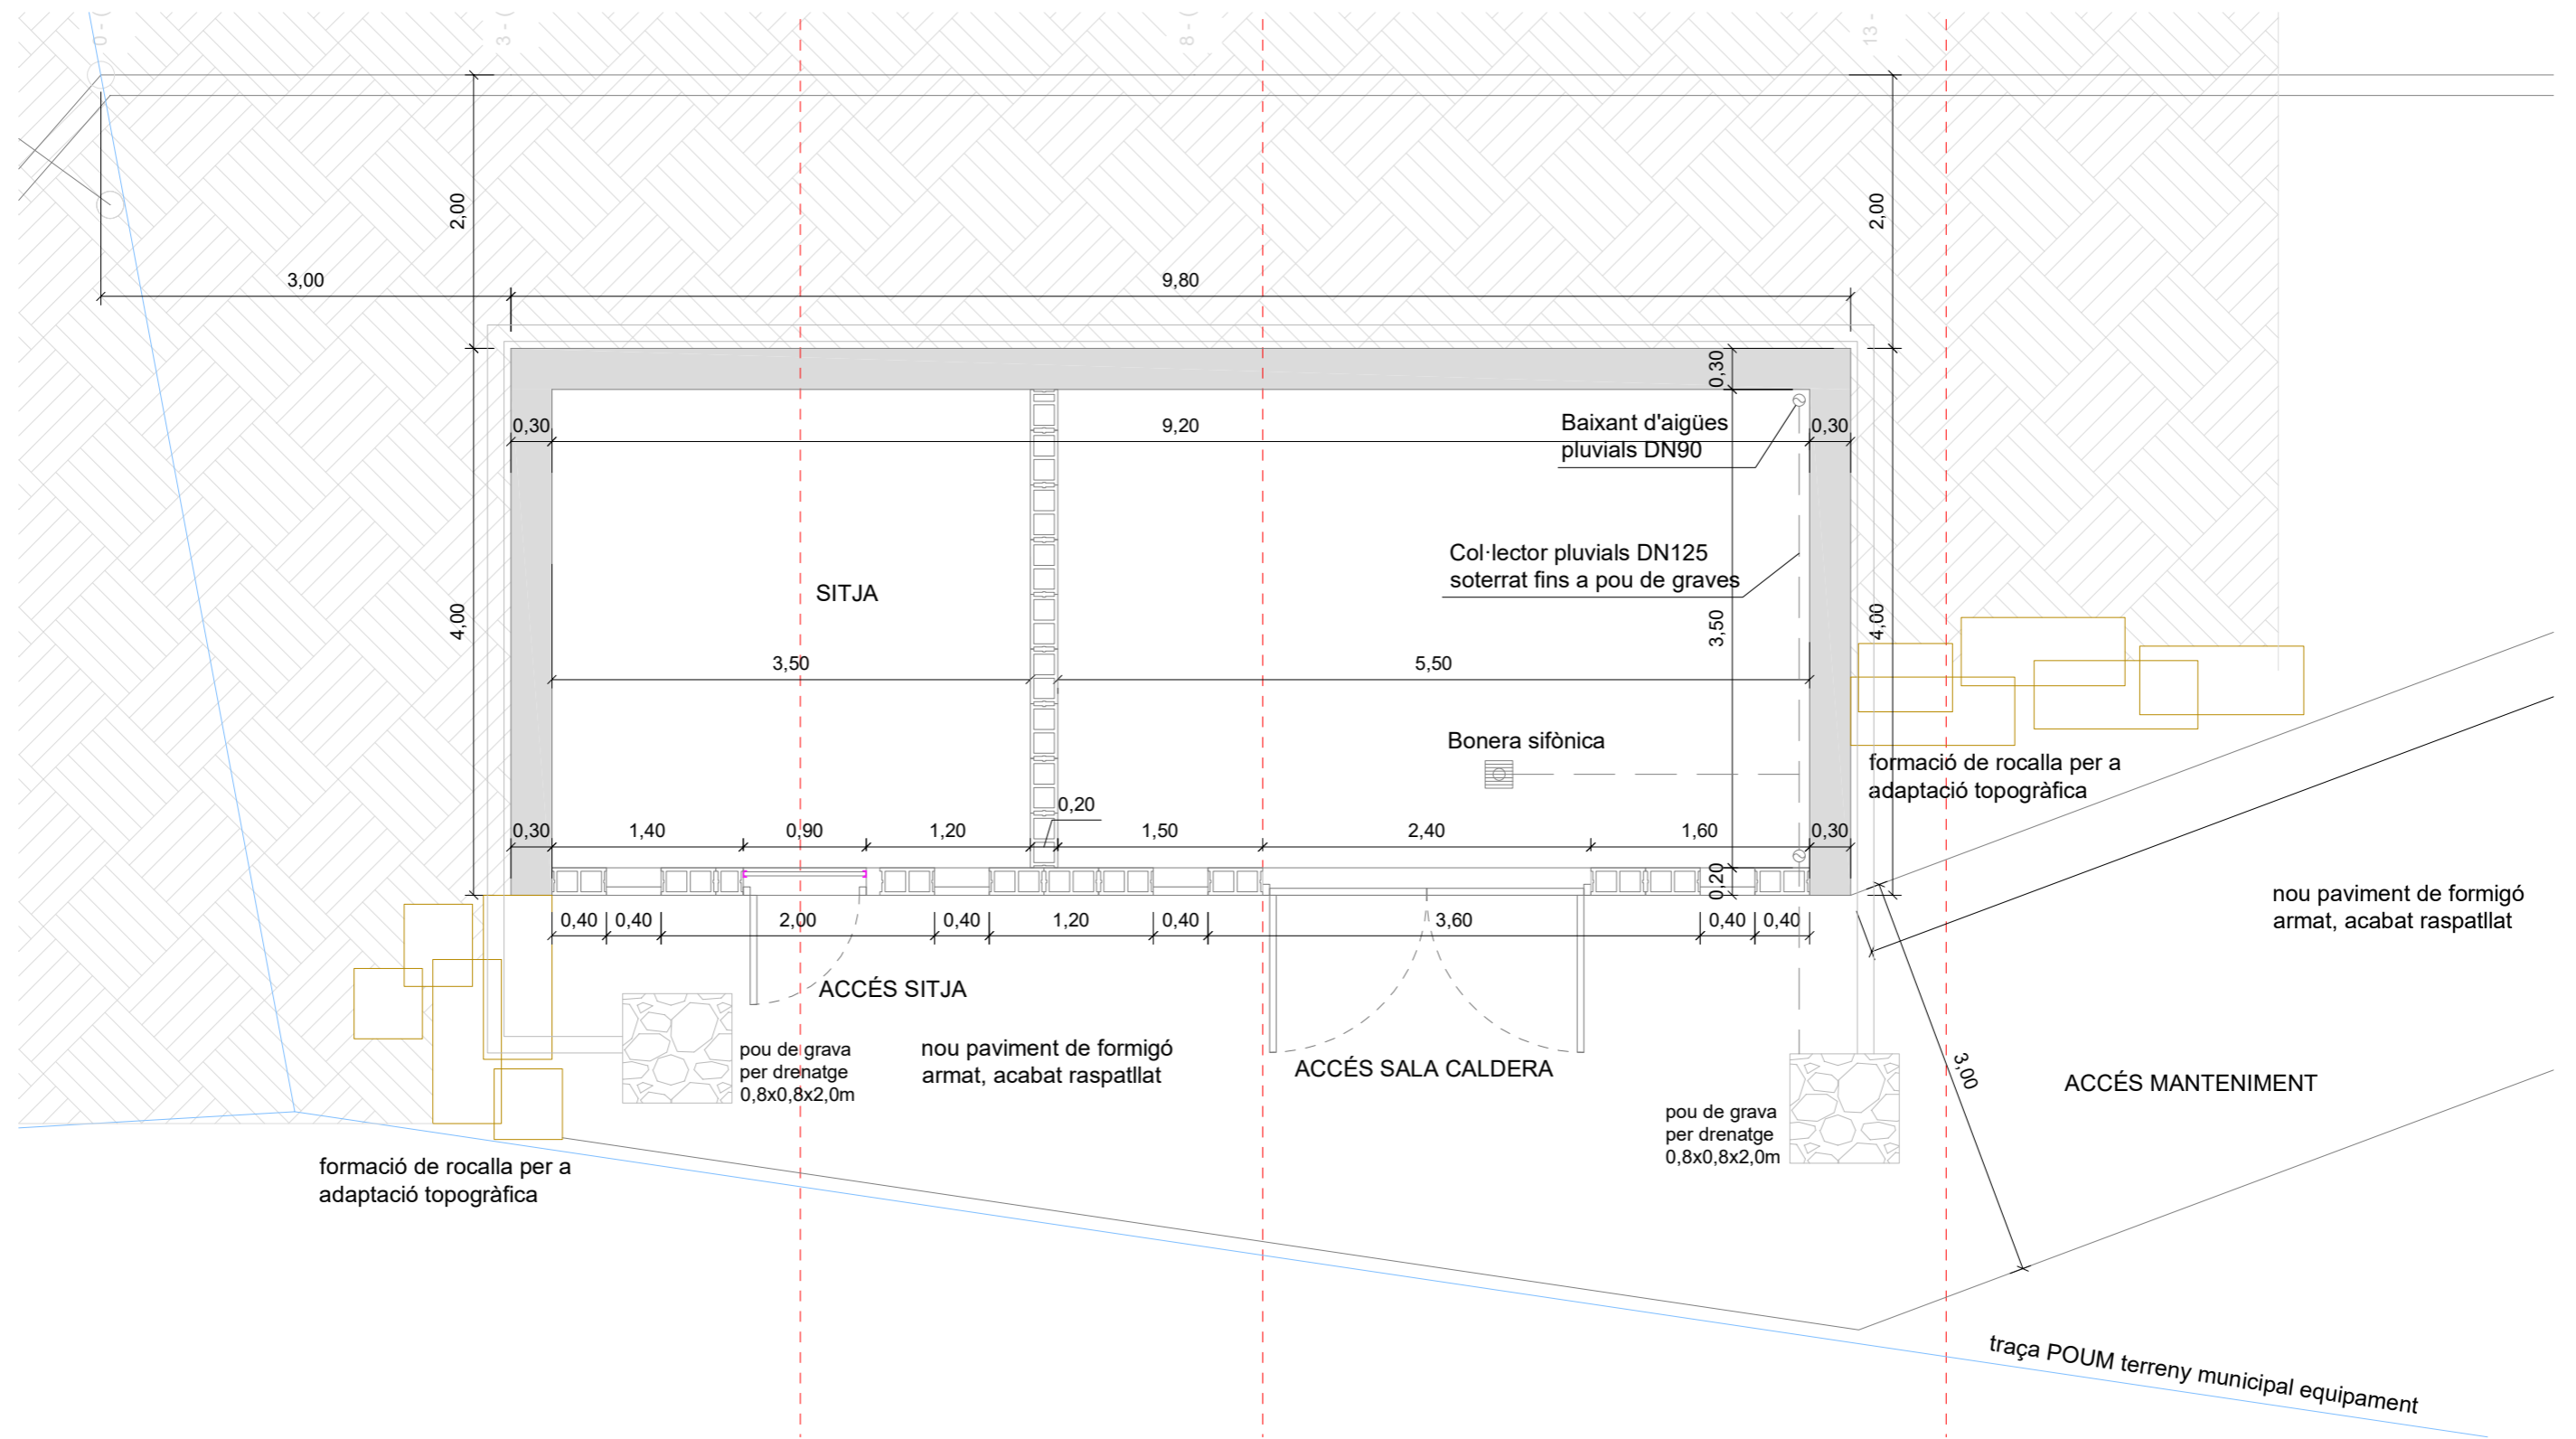 0 - (
3 - (
8 - (
13 -
2,00
2,00
3,00
9,80
0,30
0,30
9,20
0,30
Baixant d'aigües
pluvials DN90
Col·lector pluvials DN125
soterrat fins a pou de graves
SITJA
4,00
3,50
4,00
3,50
5,50
Bonera sifònica
formació de rocalla per a
adaptació topogràfica
0,20
0,30
1,40
0,90
1,20
1,50
2,40
1,60
0,30
0,20
0,40
0,40
2,00
0,40
1,20
0,40
3,60
0,40
0,40
nou paviment de formigó
armat, acabat raspatllat
ACCÉS SITJA
pou de grava
per drenatge
0,8x0,8x2,0m
nou paviment de formigó
armat, acabat raspatllat
ACCÉS SALA CALDERA
3,00
ACCÉS MANTENIMENT
pou de grava
per drenatge
0,8x0,8x2,0m
formació de rocalla per a
adaptació topogràfica
traça POUM terreny municipal equipament